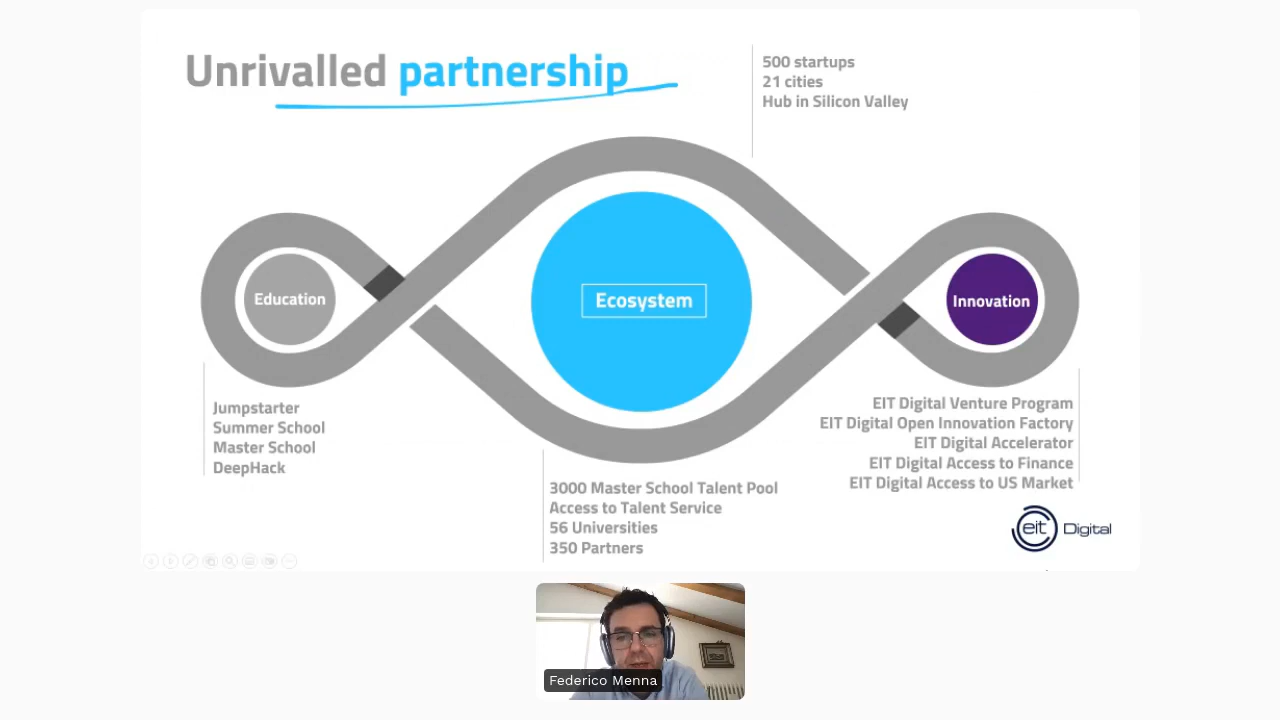 Unrivalled partnership
500 startups
21 cities
Hub in Silicon Valley
Education
Ecosystem
Innovation
Jumpstarter
Summer School
Master School
DeepHack
3000 Master School Talent Pool
Access to Talent Service
56 Universities
350 Partners
EIT Digital Venture Program
EIT Digital Open Innovation Factory
EIT Digital Accelerator
EIT Digital Access to Finance
EIT Digital Access to US Market
eit Digital
Federico Menna